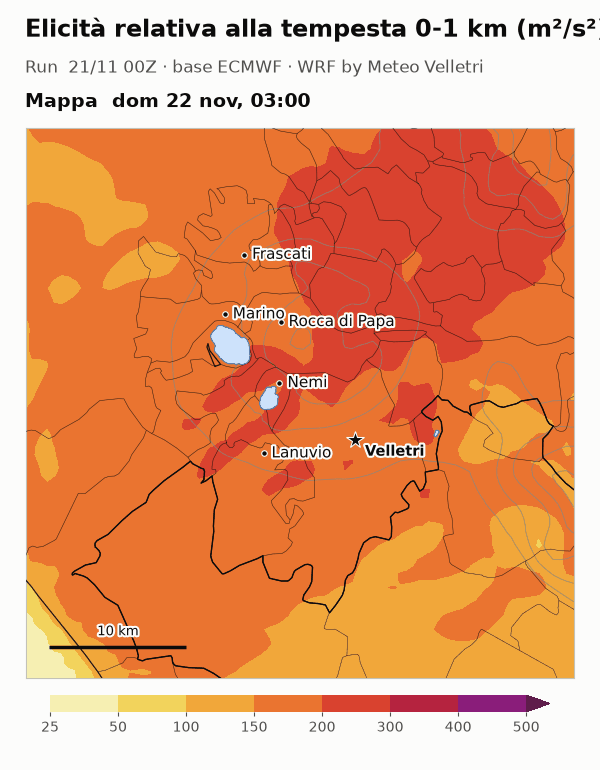 Elicità relativa alla tempesta 0-1 km (m²/s²)
Run  21/11 00Z · base ECMWF · WRF by Meteo Velletri
Mappa  dom 22 nov, 03:00
Frascati
Marino
Rocca di Papa
Nemi
Velletri
Lanuvio
10 km
25 50 100 150 200 300 400 500